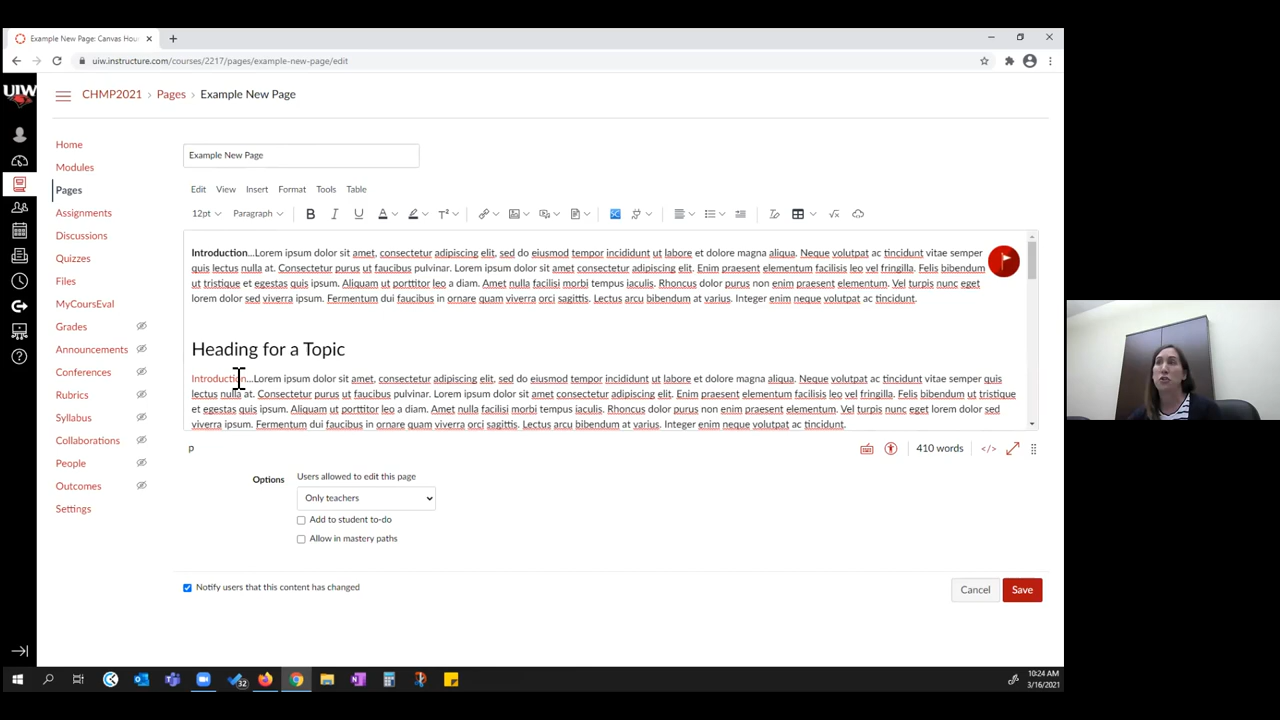 Example New Page: Canvas Hou
uiw.instructure.com/courses/2217/pages/example-new-page/edit
UIW
CHMP2021 > Pages > Example New Page
Home
Modules
Pages
Assignments
Discussions
Quizzes
Files
MyCoursEval
Grades
Announcements
Conferences
Rubrics
Syllabus
Collaborations
People
Outcomes
Settings
Example New Page
Edit View Insert Format Tools Table
12pt Paragraph B I U A T²
Introduction...Lorem ipsum dolor sit amet, consectetur adipiscing elit, sed do eiusmod tempor incididunt ut labore et dolore magna aliqua. Neque volutpat ac tincidunt vitae semper
quis lectus nulla at. Consectetur purus ut faucibus pulvinar. Lorem ipsum dolor sit amet consectetur adipiscing elit. Enim praesent elementum facilisis leo vel fringilla. Felis bibendum
ut tristique et egestas quis ipsum. Aliquam ut porttitor leo a diam. Amet nulla facilisi morbi tempus iaculis. Rhoncus dolor purus non enim praesent elementum. Vel turpis nunc eget
lorem dolor sed viverra ipsum. Fermentum dui faucibus in ornare quam viverra orci sagittis. Lectus arcu bibendum at varius. Integer enim neque volutpat ac tincidunt.
Heading for a Topic
Introduction...Lorem ipsum dolor sit amet, consectetur adipiscing elit, sed do eiusmod tempor incididunt ut labore et dolore magna aliqua. Neque volutpat ac tincidunt vitae semper quis
lectus nulla at. Consectetur purus ut faucibus pulvinar. Lorem ipsum dolor sit amet consectetur adipiscing elit. Enim praesent elementum facilisis leo vel fringilla. Felis bibendum ut tristique
et egestas quis ipsum. Aliquam ut porttitor leo a diam. Amet nulla facilisi morbi tempus iaculis. Rhoncus dolor purus non enim praesent elementum. Vel turpis nunc eget lorem dolor sed
viverra ipsum. Fermentum dui faucibus in ornare quam viverra orci sagittis. Lectus arcu bibendum at varius. Integer enim neque volutpat ac tincidunt.
p
410 words </>
Options
Users allowed to edit this page
Only teachers
Add to student to-do
Allow in mastery paths
Notify users that this content has changed
Cancel Save
32
10:24 AM
3/16/2021